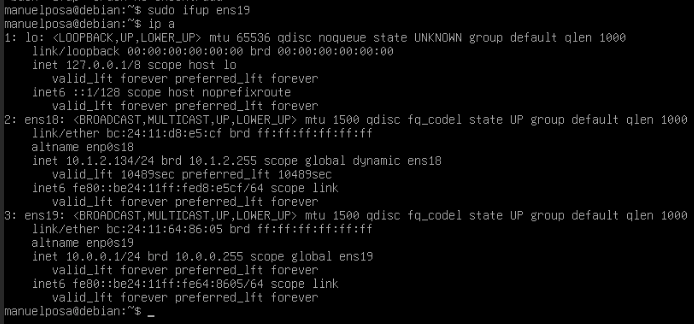 manuelposa@debian:~$ sudo ifup ens19
manuelposa@debian:~$ ip a
1: lo: <LOOPBACK,UP,LOWER_UP> mtu 65536 qdisc noqueue state UNKNOWN group default qlen 1000
link/loopback 00:00:00:00:00:00 brd 00:00:00:00:00:00
inet 127.0.0.1/8 scope host lo
valid_lft forever preferred_lft forever
inet6 ::1/128 scope host noprefixroute
valid_lft forever preferred_lft forever
2: ens18: <BROADCAST,MULTICAST,UP,LOWER_UP> mtu 1500 qdisc fq_codel state UP group default qlen 1000
link/ether bc:24:11:d8:e5:cf brd ff:ff:ff:ff:ff:ff
altname enp0s18
inet 10.1.2.134/24 brd 10.1.2.255 scope global dynamic ens18
valid_lft 10489sec preferred_lft 10489sec
inet6 fe80::be24:11ff:fed8:e5cf/64 scope link
valid_lft forever preferred_lft forever
3: ens19: <BROADCAST,MULTICAST,UP,LOWER_UP> mtu 1500 qdisc fq_codel state UP group default qlen 1000
link/ether bc:24:11:64:86:05 brd ff:ff:ff:ff:ff:ff
altname enp0s19
inet 10.0.0.1/24 brd 10.0.0.255 scope global ens19
valid_lft forever preferred_lft forever
inet6 fe80::be24:11ff:fe64:8605/64 scope link
valid_lft forever preferred_lft forever
manuelposa@debian:~$ _